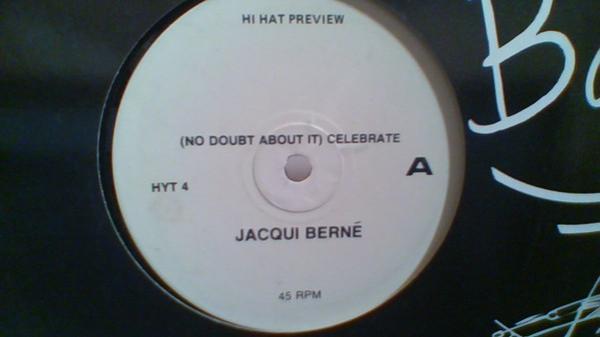 HI HAT PREVIEW
(NO DOUBT ABOUT IT) CELEBRATE
A
HYT 4
JACQUI BERNÉ
45 RPM